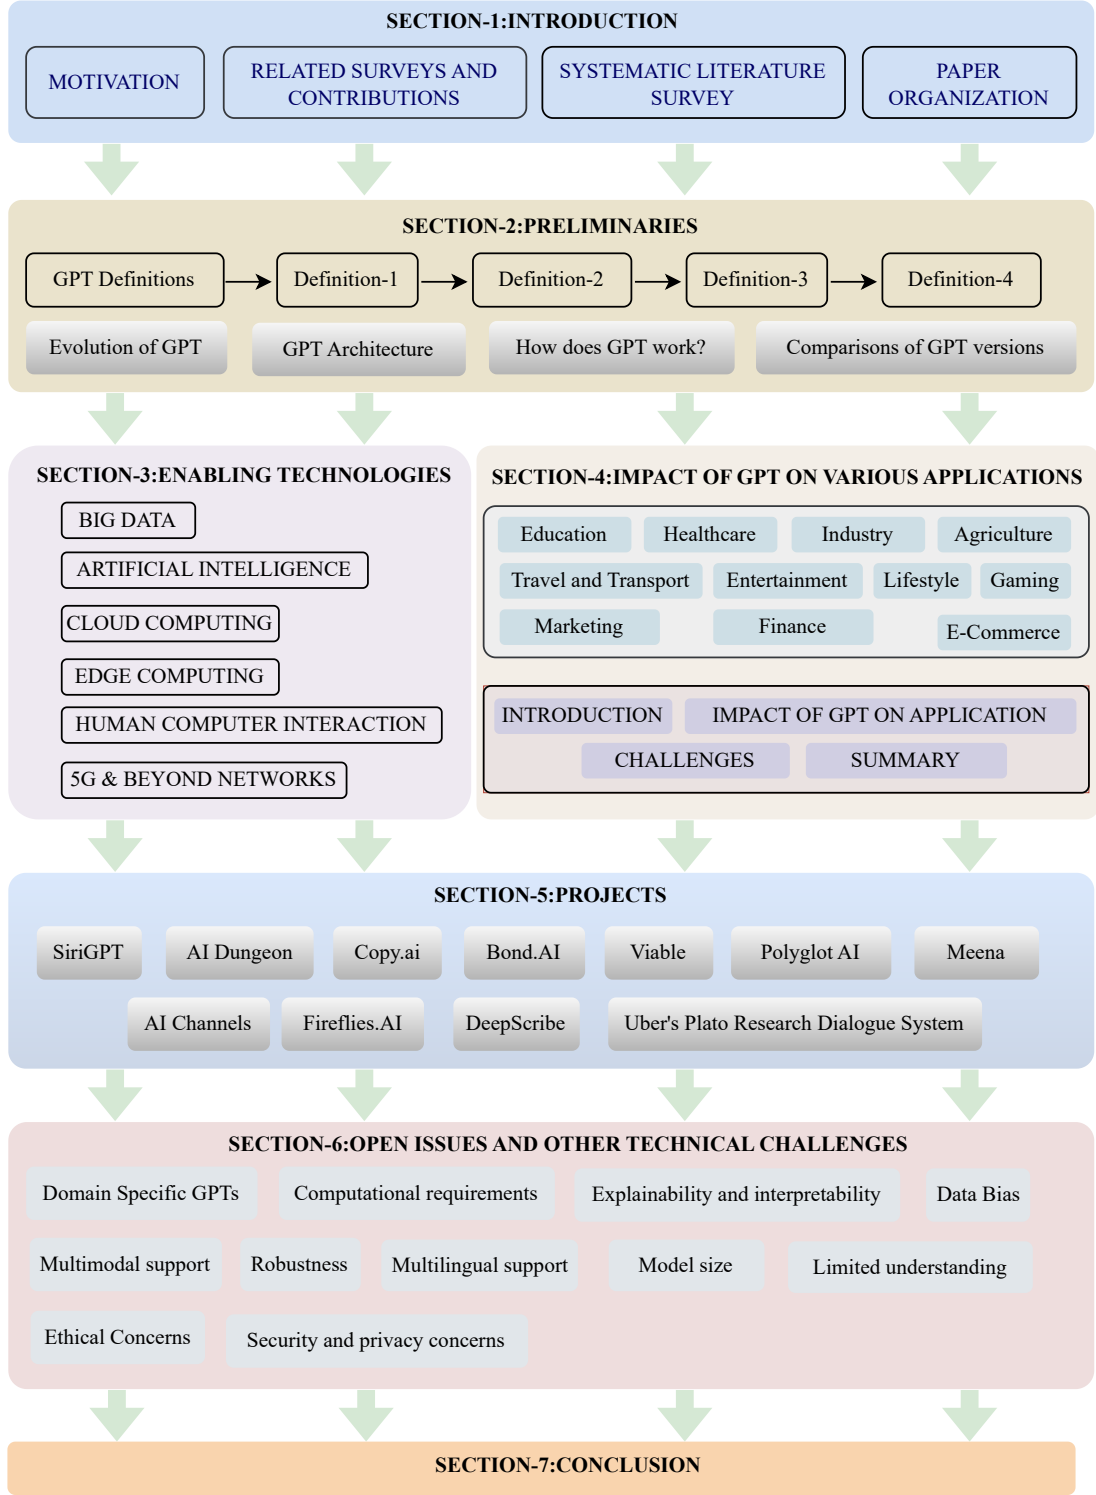 SECTION-1:INTRODUCTION
MOTIVATION
RELATED SURVEYS AND
CONTRIBUTIONS
SYSTEMATIC LITERATURE
SURVEY
PAPER
ORGANIZATION
SECTION-2:PRELIMINARIES
GPT Definitions
Definition-1
Definition-2
Definition-3
Definition-4
Evolution of GPT
GPT Architecture
How does GPT work?
Comparisons of GPT versions
SECTION-3:ENABLING TECHNOLOGIES
BIG DATA
ARTIFICIAL INTELLIGENCE
CLOUD COMPUTING
EDGE COMPUTING
HUMAN COMPUTER INTERACTION
5G & BEYOND NETWORKS
SECTION-4:IMPACT OF GPT ON VARIOUS APPLICATIONS
Education
Healthcare
Industry
Agriculture
Travel and Transport
Entertainment
Lifestyle
Gaming
Marketing
Finance
E-Commerce
INTRODUCTION
IMPACT OF GPT ON APPLICATION
CHALLENGES
SUMMARY
SECTION-5:PROJECTS
SiriGPT
AI Dungeon
Copy.ai
Bond.AI
Viable
Polyglot AI
Meena
AI Channels
Fireflies.AI
DeepScribe
Uber's Plato Research Dialogue System
SECTION-6:OPEN ISSUES AND OTHER TECHNICAL CHALLENGES
Domain Specific GPTs
Computational requirements
Explainability and interpretability
Data Bias
Multimodal support
Robustness
Multilingual support
Model size
Limited understanding
Ethical Concerns
Security and privacy concerns
SECTION-7:CONCLUSION